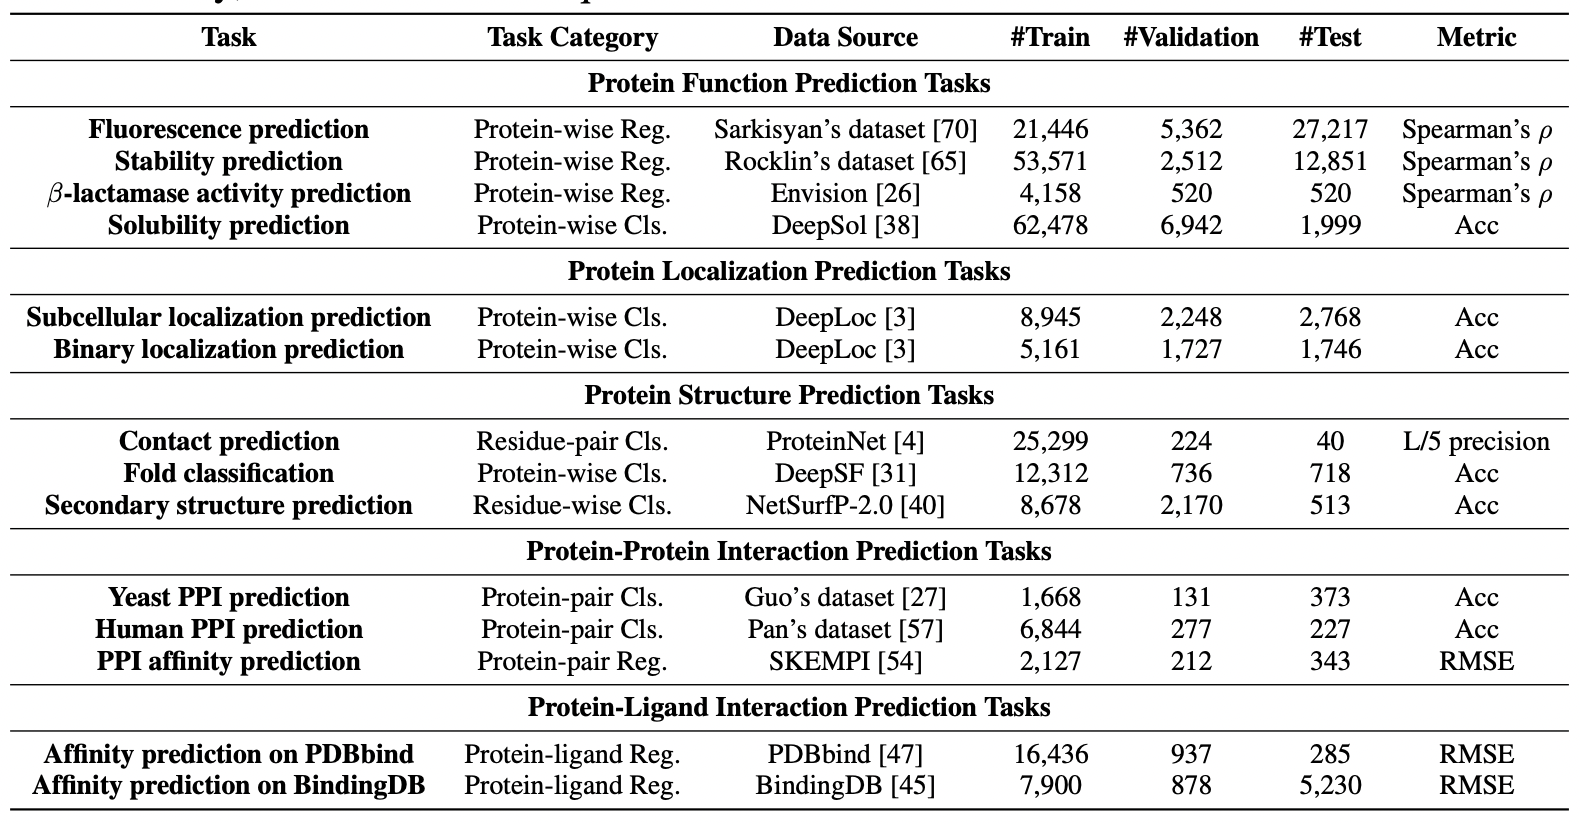 Task Task Category Data Source #Train #Validation #Test Metric
Protein Function Prediction Tasks
Fluorescence prediction Protein-wise Reg. Sarkisyan's dataset [70] 21,446 5,362 27,217 Spearman's ρ
Stability prediction Protein-wise Reg. Rocklin's dataset [65] 53,571 2,512 12,851 Spearman's ρ
β-lactamase activity prediction Protein-wise Reg. Envision [26] 4,158 520 520 Spearman's ρ
Solubility prediction Protein-wise Cls. DeepSol [38] 62,478 6,942 1,999 Acc
Protein Localization Prediction Tasks
Subcellular localization prediction Protein-wise Cls. DeepLoc [3] 8,945 2,248 2,768 Acc
Binary localization prediction Protein-wise Cls. DeepLoc [3] 5,161 1,727 1,746 Acc
Protein Structure Prediction Tasks
Contact prediction Residue-pair Cls. ProteinNet [4] 25,299 224 40 L/5 precision
Fold classification Protein-wise Cls. DeepSF [31] 12,312 736 718 Acc
Secondary structure prediction Residue-wise Cls. NetSurfP-2.0 [40] 8,678 2,170 513 Acc
Protein-Protein Interaction Prediction Tasks
Yeast PPI prediction Protein-pair Cls. Guo's dataset [27] 1,668 131 373 Acc
Human PPI prediction Protein-pair Cls. Pan's dataset [57] 6,844 277 227 Acc
PPI affinity prediction Protein-pair Reg. SKEMPI [54] 2,127 212 343 RMSE
Protein-Ligand Interaction Prediction Tasks
Affinity prediction on PDBbind Protein-ligand Reg. PDBbind [47] 16,436 937 285 RMSE
Affinity prediction on BindingDB Protein-ligand Reg. BindingDB [45] 7,900 878 5,230 RMSE